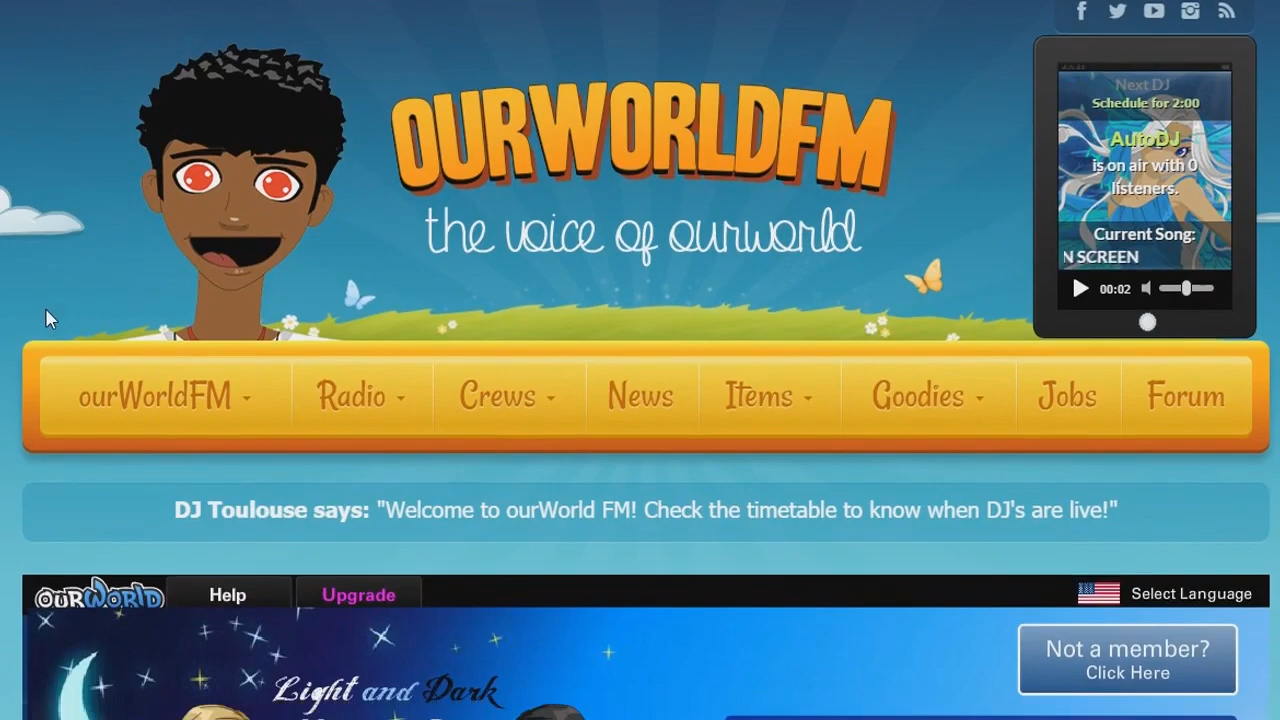 OURWORLDFM
the voice of ourworld
Next DJ
Schedule for 2:00
AutoDJ
is on air with 0
listeners.
Current Song:
N SCREEN
00:02
ourWorldFM
Radio
Crews
News
Items
Goodies
Jobs
Forum
DJ Toulouse says: "Welcome to ourWorld FM! Check the timetable to know when DJ's are live!"
OURWORLD
Help
Upgrade
Select Language
Not a member?
Click Here
Light and Dark